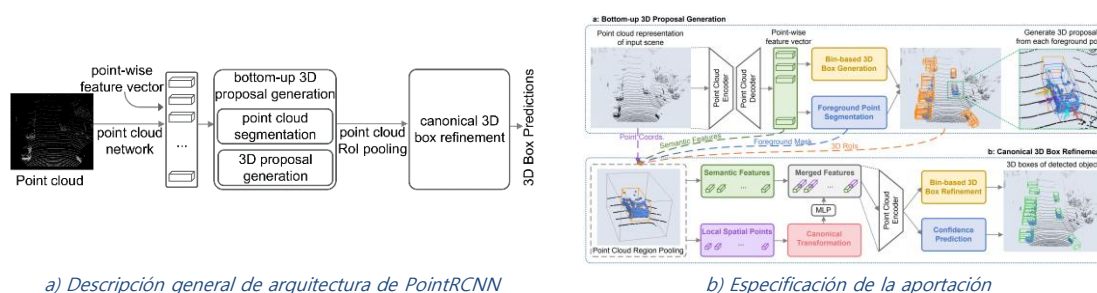 point-wise
feature vector
Point cloud
point cloud
network
...
bottom-up 3D
proposal generation
point cloud
segmentation
3D proposal
generation
point cloud
RoI pooling
canonical 3D
box refinement
3D Box Predictions
a) Descripción general de arquitectura de PointRCNN
a: Bottom-up 3D Proposal Generation
Point cloud representation
of input scene
Point Cloud
Encoder
Point Cloud
Decoder
Point-wise
feature vector
...
Bin-based 3D
Box Generation
Foreground Point
Segmentation
Generate 3D proposal
from each foreground po
Point Coords.
Semantic Features
Foreground Mask
3D RoIs
b: Canonical 3D Box Refinemen
Point Cloud Region Pooling
Semantic Features
...
Local Spatial Points
...
Merged Features
...
MLP
Canonical
Transformation
Point Cloud
Encoder
Bin-based 3D
Box Refinement
Confidence
Prediction
3D boxes of detected objec
b) Especificación de la aportación